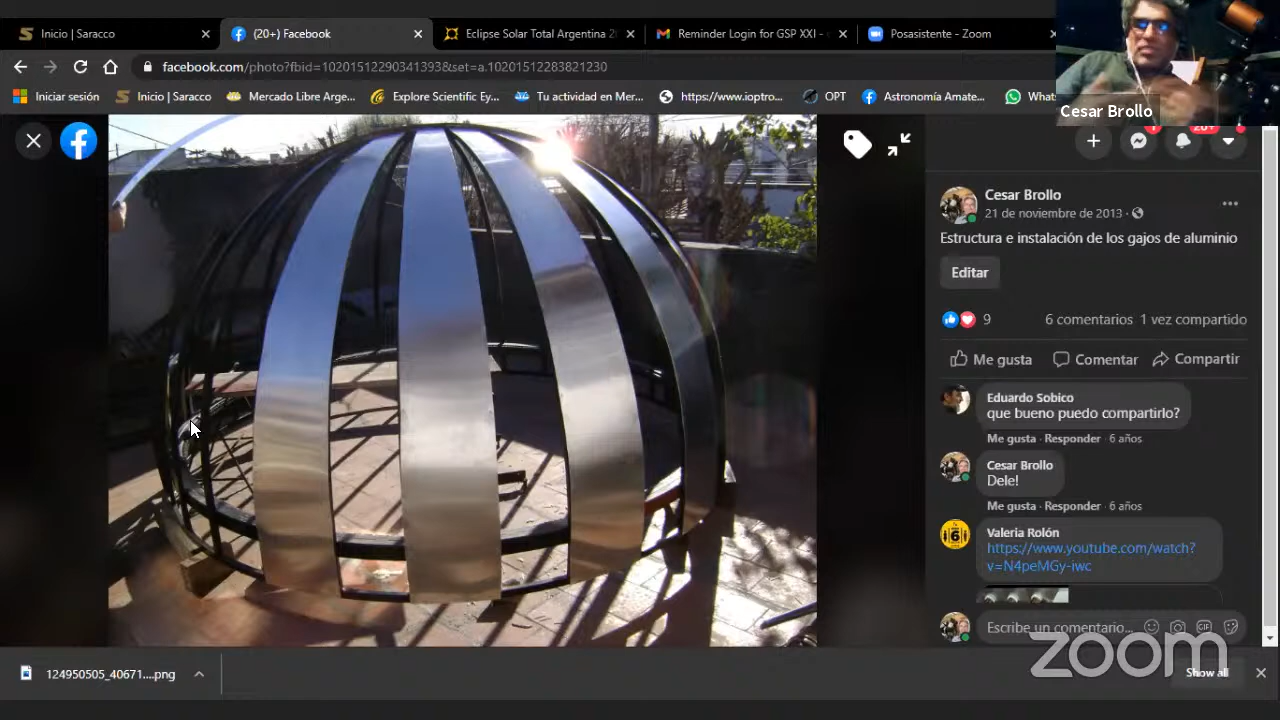 Inicio | Saracco
(20+) Facebook
Eclipse Solar Total Argentina 2
Reminder Login for GSP XXI -
Posasistente - Zoom
facebook.com/photo?fbid=10201512290341393&set=a.10201512283821230
Iniciar sesión
Inicio | Saracco
Mercado Libre Arge...
Explore Scientific Ey...
Tu actividad en Mer...
https://www.ioptro...
OPT
Astronomía Amate...
Whats
Cesar Brollo
Cesar Brollo
21 de noviembre de 2013 ·
Estructura e instalación de los gajos de aluminio
Editar
9
6 comentarios 1 vez compartido
Me gusta
Comentar
Compartir
Eduardo Sobico
que bueno puedo compartirlo?
Me gusta · Responder · 6 años
Cesar Brollo
Dele!
Me gusta · Responder · 6 años
Valeria Rolón
https://www.youtube.com/watch?
v=N4peMGy-iwc
Escribe un comentario...
GIF
zoom
124950505_40671....png
Show all